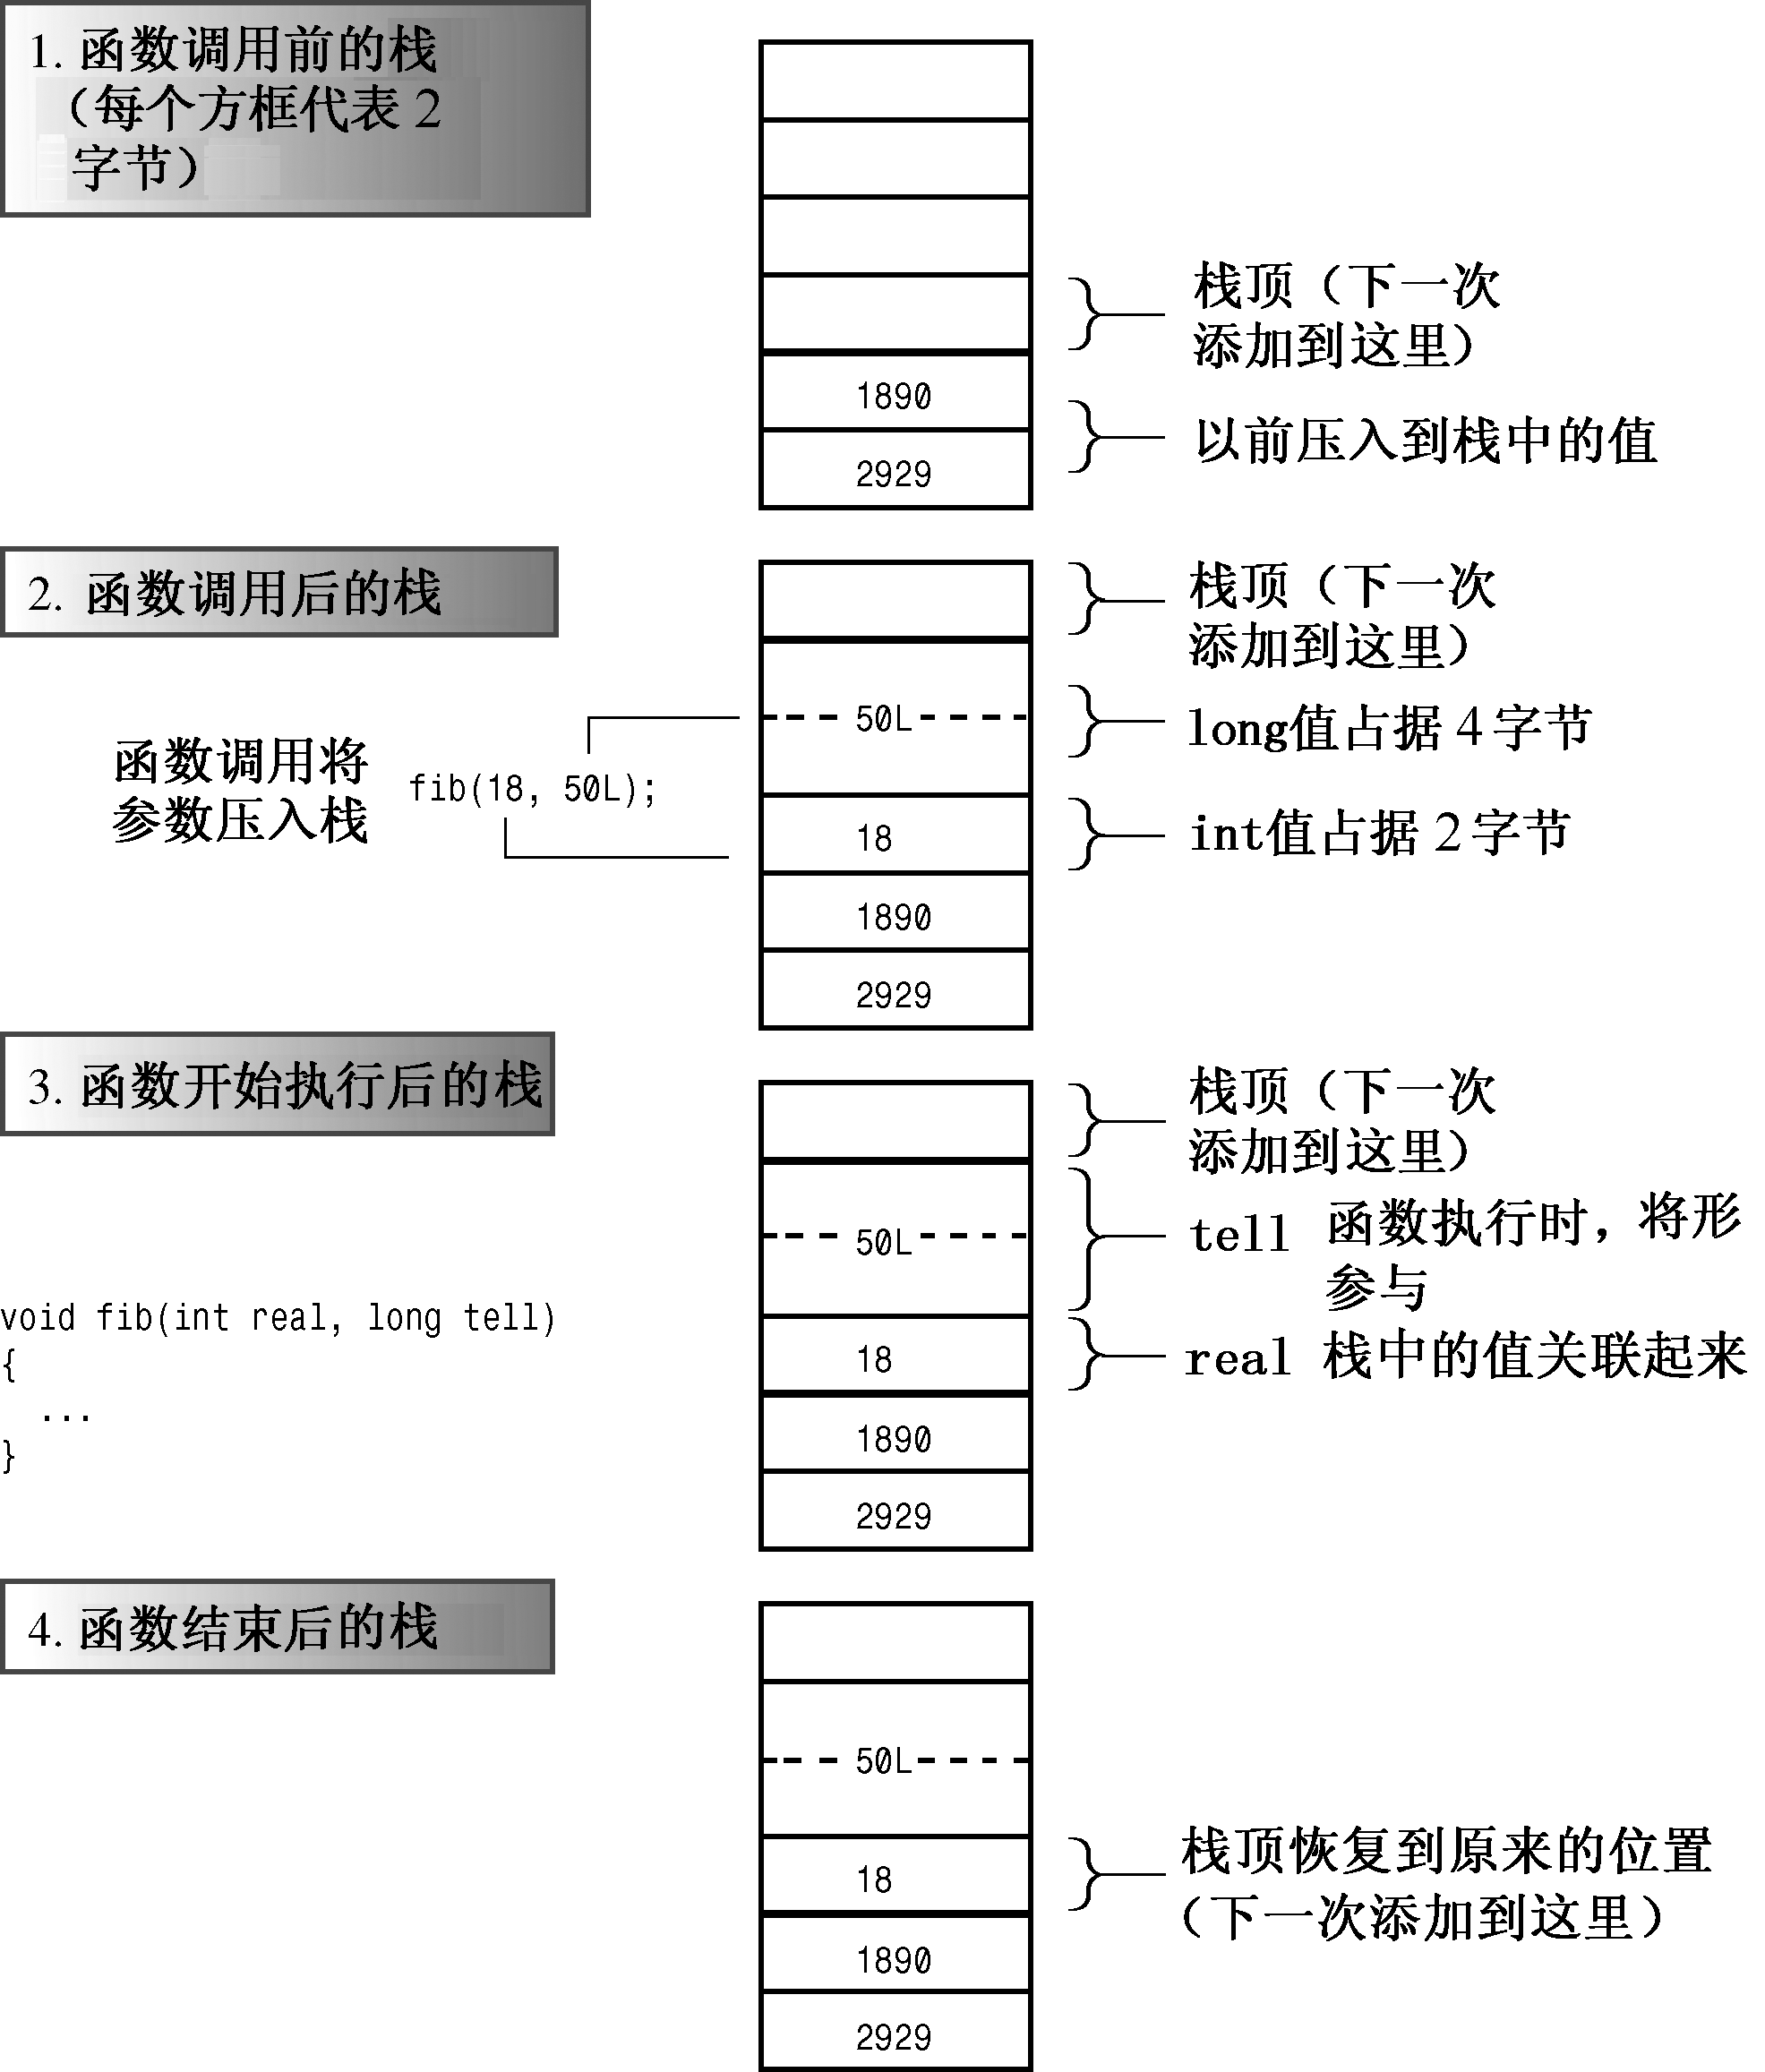 1. 函数调用前的栈
（每个方框代表 2
字节）
栈顶（下一次
添加到这里）
1890
以前压入到栈中的值
2929
2. 函数调用后的栈
栈顶（下一次
添加到这里）
50L
long值占据 4 字节
函数调用将
参数压入栈
fib(18, 50L);
18
int值占据 2 字节
1890
2929
3. 函数开始执行后的栈
栈顶（下一次
添加到这里）
50L
tell 函数执行时，将形
参与
void fib(int real, long tell)
{
...
}
18
real 栈中的值关联起来
1890
2929
4. 函数结束后的栈
50L
18
栈顶恢复到原来的位置
（下一次添加到这里）
1890
2929